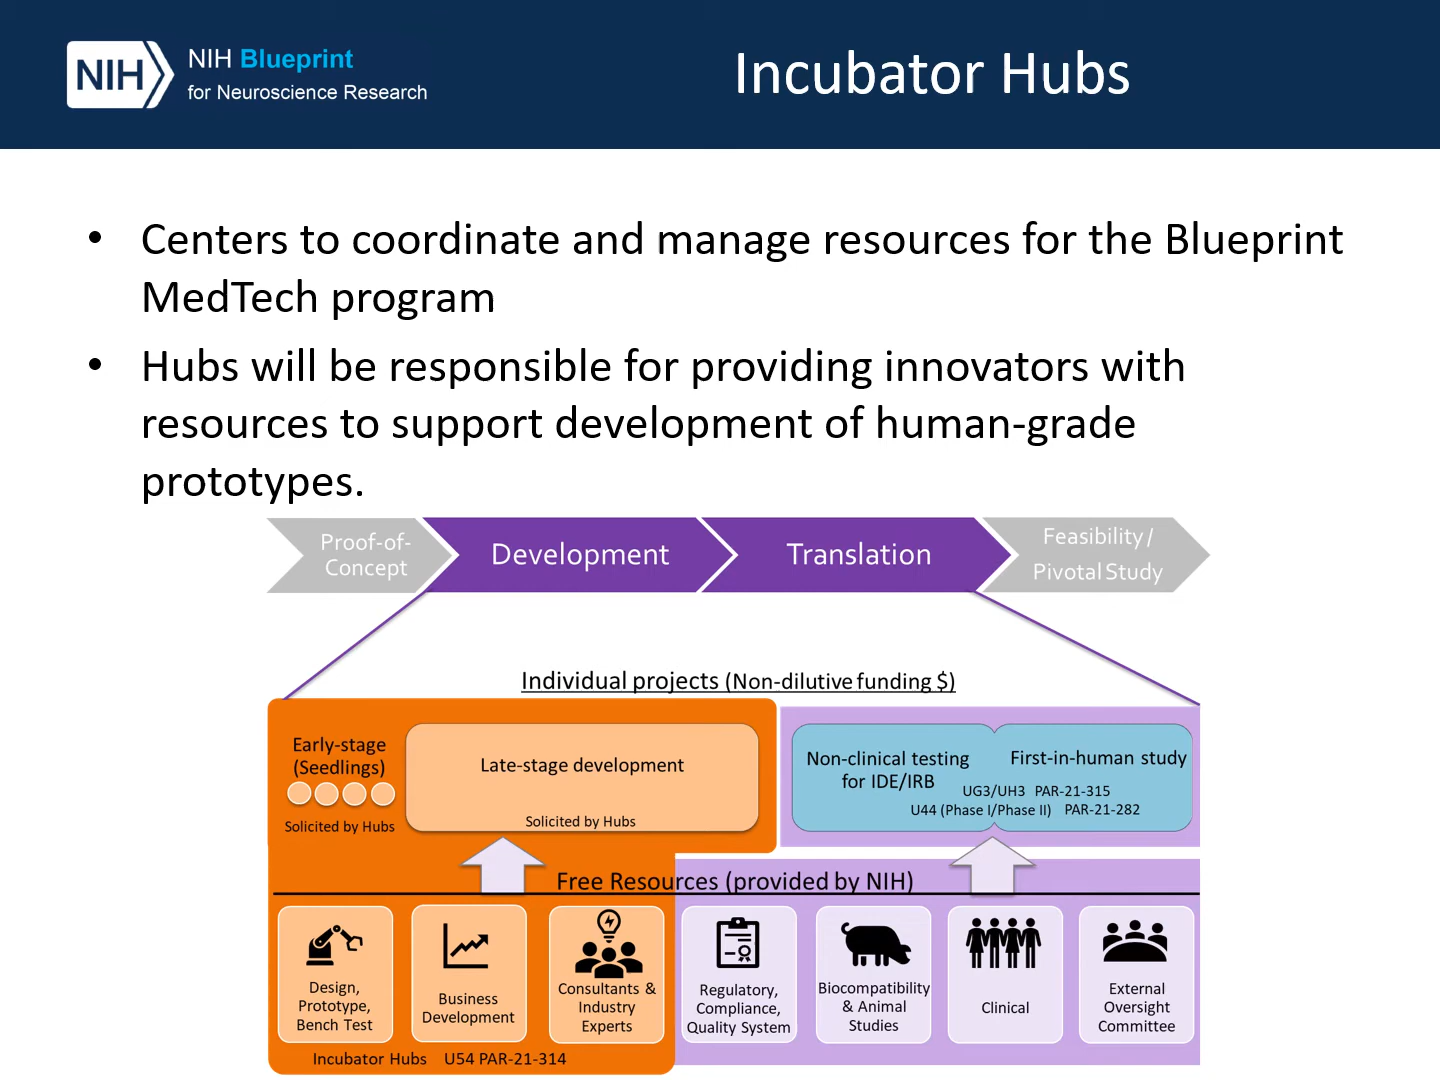 NIH
NIH Blueprint
for Neuroscience Research
Incubator Hubs
• Centers to coordinate and manage resources for the Blueprint
MedTech program
• Hubs will be responsible for providing innovators with
resources to support development of human-grade
prototypes.
Proof-of-
Concept
Development
Translation
Feasibility /
Pivotal Study
Individual projects (Non-dilutive funding $)
Early-stage
(Seedlings)
Solicited by Hubs
Late-stage development
Solicited by Hubs
Non-clinical testing
for IDE/IRB
First-in-human study
UG3/UH3 PAR-21-315
U44 (Phase I/Phase II) PAR-21-282
Free Resources (provided by NIH)
Design,
Prototype,
Bench Test
Business
Development
Consultants &
Industry
Experts
Regulatory,
Compliance,
Quality System
Biocompatibility
& Animal
Studies
Clinical
External
Oversight
Committee
Incubator Hubs U54 PAR-21-314